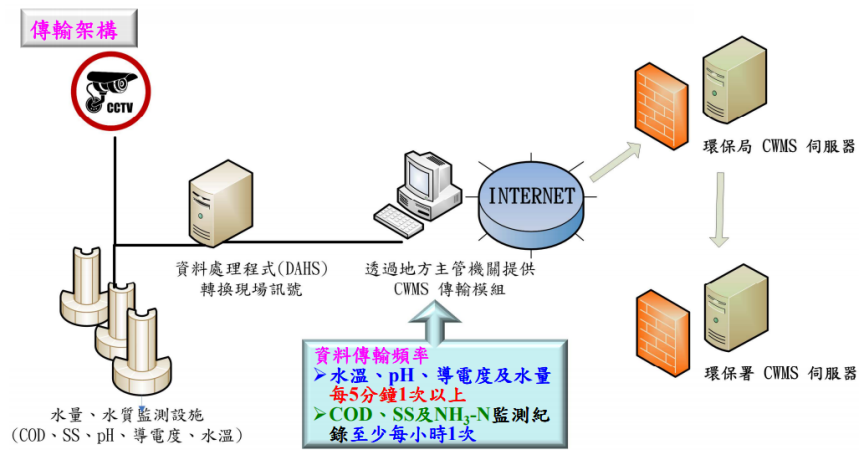 傳輸架構
CCTV
INTERNET
環保局 CWMS 伺服器
資料處理程式(DAHS)
轉換現場訊號
透過地方主管機關提供
CWMS 傳輸模組
資料傳輸頻率
➢水溫、pH、導電度及水量
每5分鐘1次以上
➢COD、SS及NH₃-N監測紀
錄至少每小時1次
環保署 CWMS 伺服器
水量、水質監測設施
(COD、SS、pH、導電度、水溫)